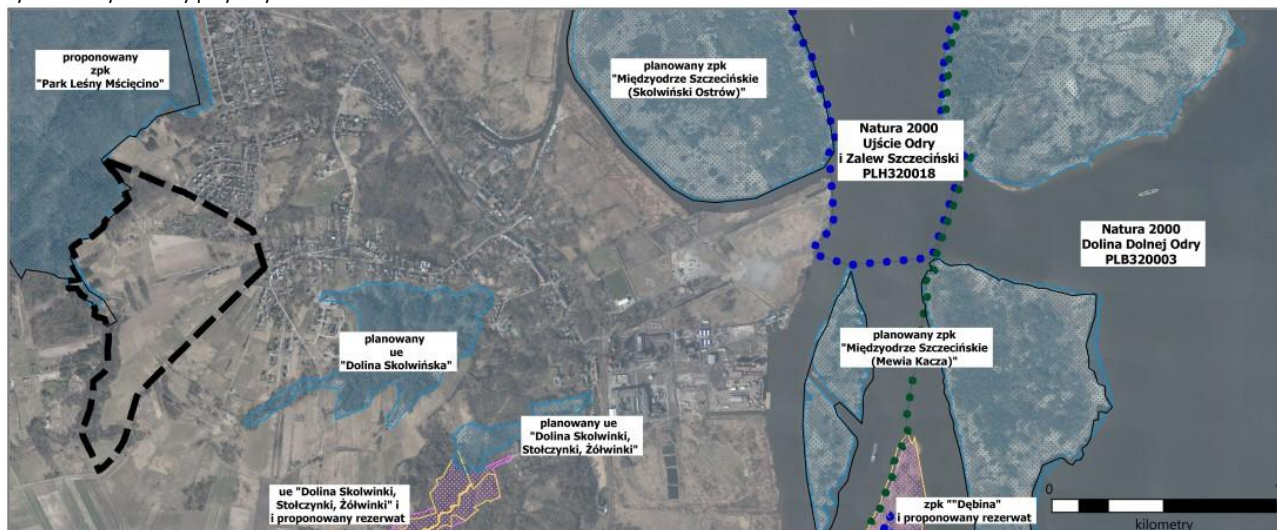 proponowany
zpk
"Park Leśny Mścięcino"
planowany zpk
"Międzyodrze Szczecińskie
(Skolwiński Ostrów)"
Natura 2000
Ujście Odry
i Zalew Szczeciński
PLH320018
Natura 2000
Dolina Dolnej Odry
PLB320003
planowany
ue
"Dolina Skolwińska"
planowany zpk
"Międzyodrze Szczecińskie
(Mewia Kacza)"
planowany ue
"Dolina Skolwinki,
Stołczynki, Żółwinki"
ue "Dolina Skolwinki,
Stołczynki, Żółwinki" i
i proponowany rezerwat
zpk ""Dębina"
i proponowany rezerwat
0
1
kilometry